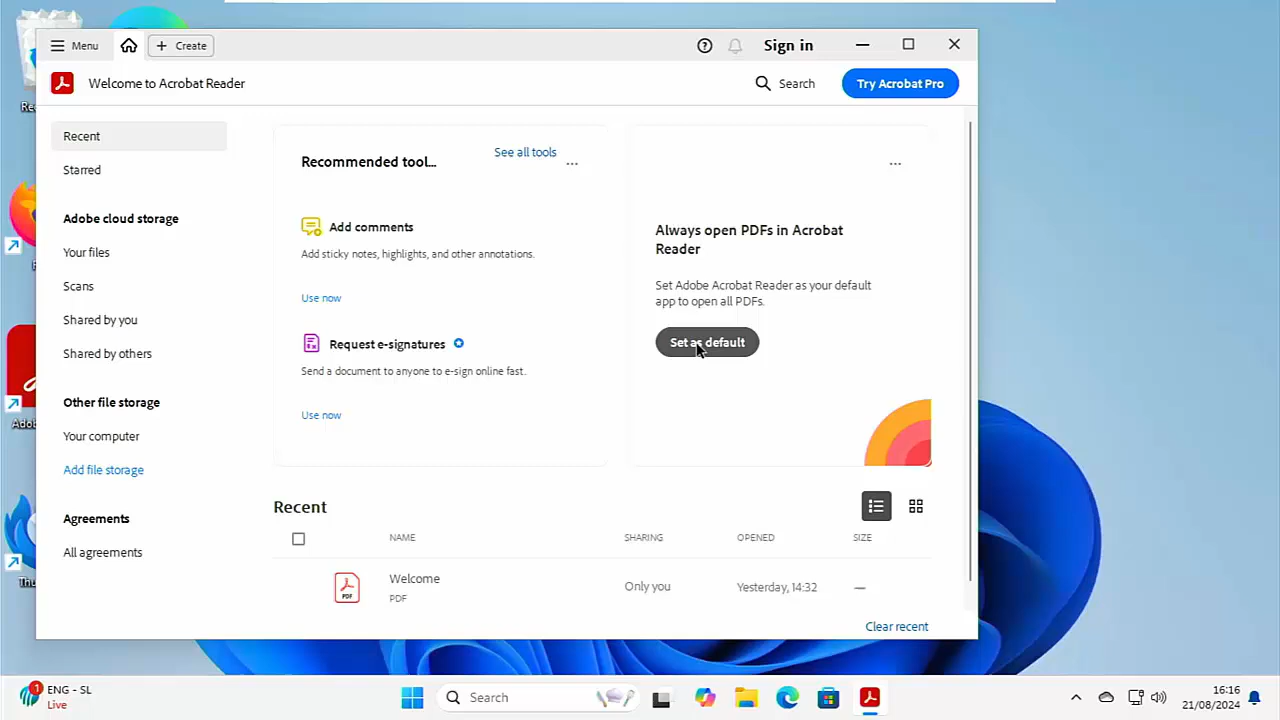 Menu
Create
Sign in
Welcome to Acrobat Reader
Search
Try Acrobat Pro
Recent
Starred
Adobe cloud storage
Your files
Scans
Shared by you
Shared by others
Other file storage
Your computer
Add file storage
Agreements
All agreements
Recommended tool...
See all tools
...
Add comments
Add sticky notes, highlights, and other annotations.
Use now
Request e-signatures
Send a document to anyone to e-sign online fast.
Use now
...
Always open PDFs in Acrobat
Reader
Set Adobe Acrobat Reader as your default
app to open all PDFs.
Set as default
Recent
NAME SHARING OPENED SIZE
Welcome
PDF
PDF
Only you
Yesterday, 14:32
—
Clear recent
1
ENG - SL
Live
Search
16:16
21/08/2024